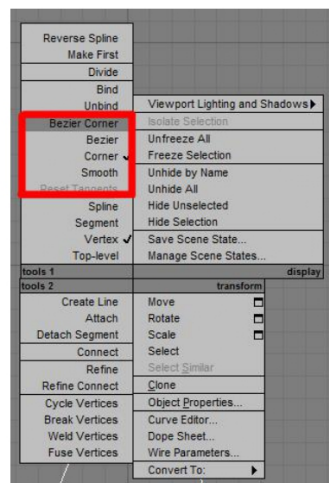 Reverse Spline
Make First
Divide
Bind
Unbind
Bezier Corner
Bezier
Corner
Smooth
Reset Tangents
Spline
Segment
Vertex
Top-level
tools 1
Viewport Lighting and Shadows
Isolate Selection
Unfreeze All
Freeze Selection
Unhide by Name
Unhide All
Hide Unselected
Hide Selection
Save Scene State...
Manage Scene States...
display
tools 2
Create Line
Attach
Detach Segment
Connect
Refine
Refine Connect
Cycle Vertices
Break Vertices
Weld Vertices
Fuse Vertices
transform
Move
Rotate
Scale
Select
Select Similar
Clone
Object Properties...
Curve Editor...
Dope Sheet...
Wire Parameters...
Convert To: